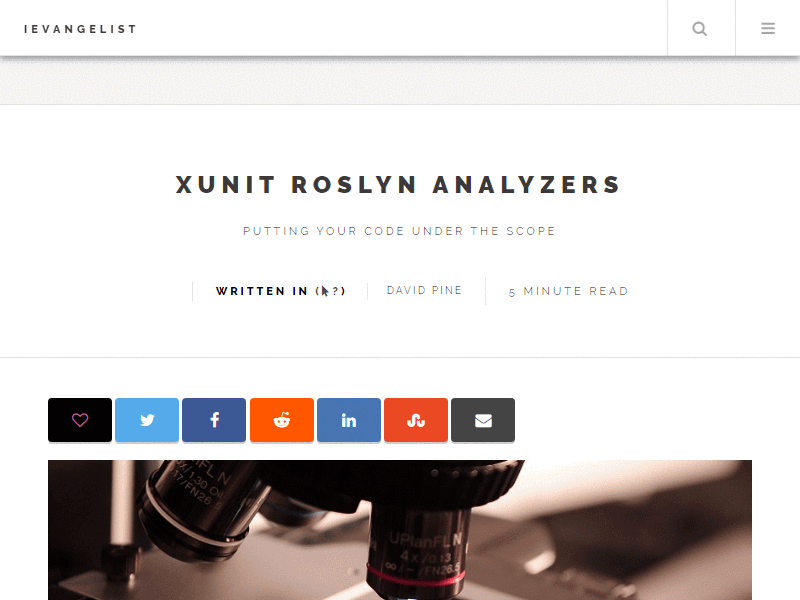 IEVANGELIST
XUNIT ROSLYN ANALYZERS
PUTTING YOUR CODE UNDER THE SCOPE
WRITTEN IN (?)
DAVID PINE
5 MINUTE READ
UPlanFL N
4x/0.13
∞/-/FN26.5